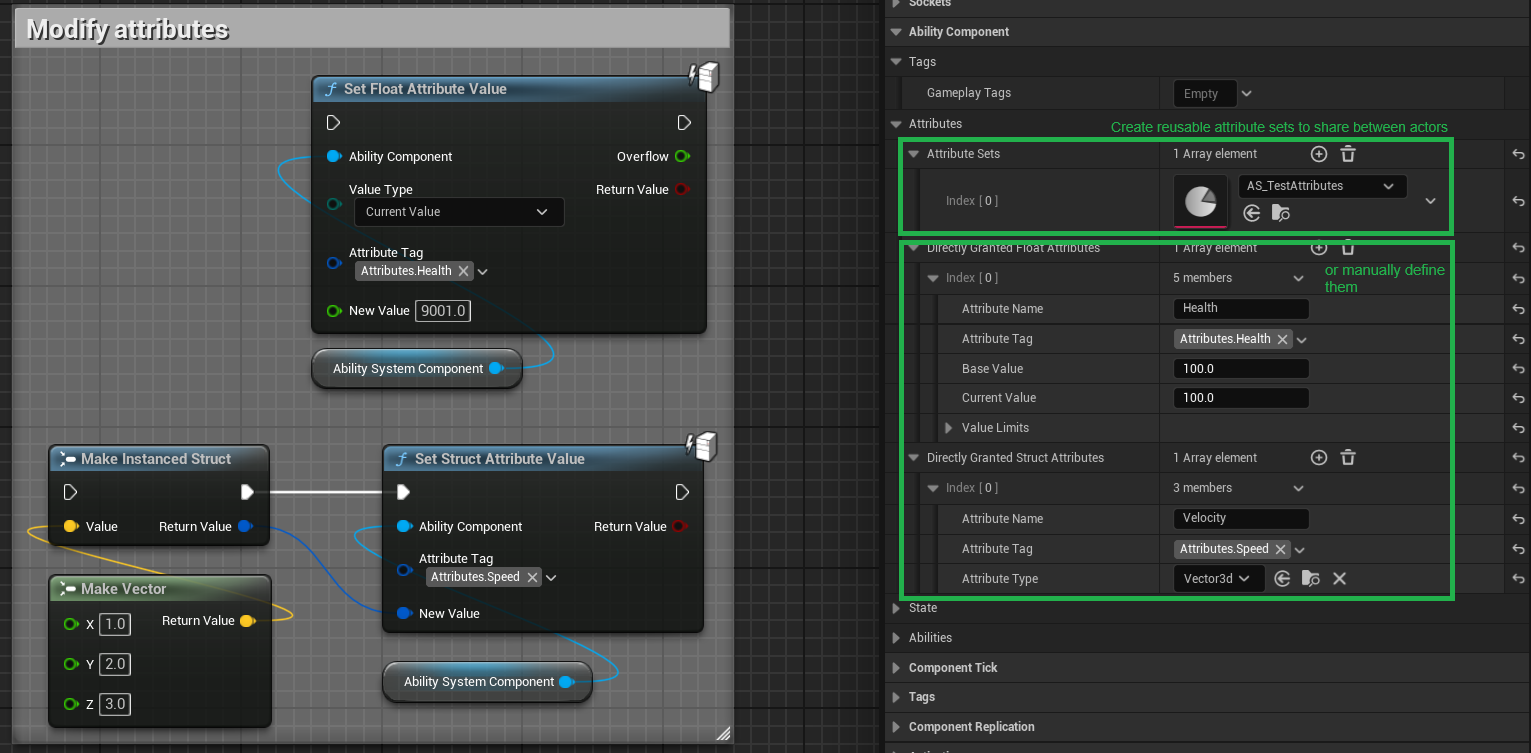 Modify attributes
Set Float Attribute Value
Ability Component
Overflow
Value Type
Return Value
Current Value
Attribute Tag
Attributes.Health
New Value 9001.0
Ability System Component
Make Instanced Struct
Value
Return Value
Set Struct Attribute Value
Ability Component
Return Value
Attribute Tag
Attributes.Speed
New Value
Make Vector
X 1.0
Return Value
Y 2.0
Z 3.0
Ability System Component
Sockets
Ability Component
Tags
Gameplay Tags Empty
Attributes
Create reusable attribute sets to share between actors
Attribute Sets 1 Array element
Index [ 0 ] AS_TestAttributes
Directly Granted Float Attributes 1 Array element
Index [ 0 ] 5 members
or manually define
them
Attribute Name Health
Attribute Tag Attributes.Health
Base Value 100.0
Current Value 100.0
Value Limits
Directly Granted Struct Attributes 1 Array element
Index [ 0 ] 3 members
Attribute Name Velocity
Attribute Tag Attributes.Speed
Attribute Type Vector3d
State
Abilities
Component Tick
Tags
Component Replication